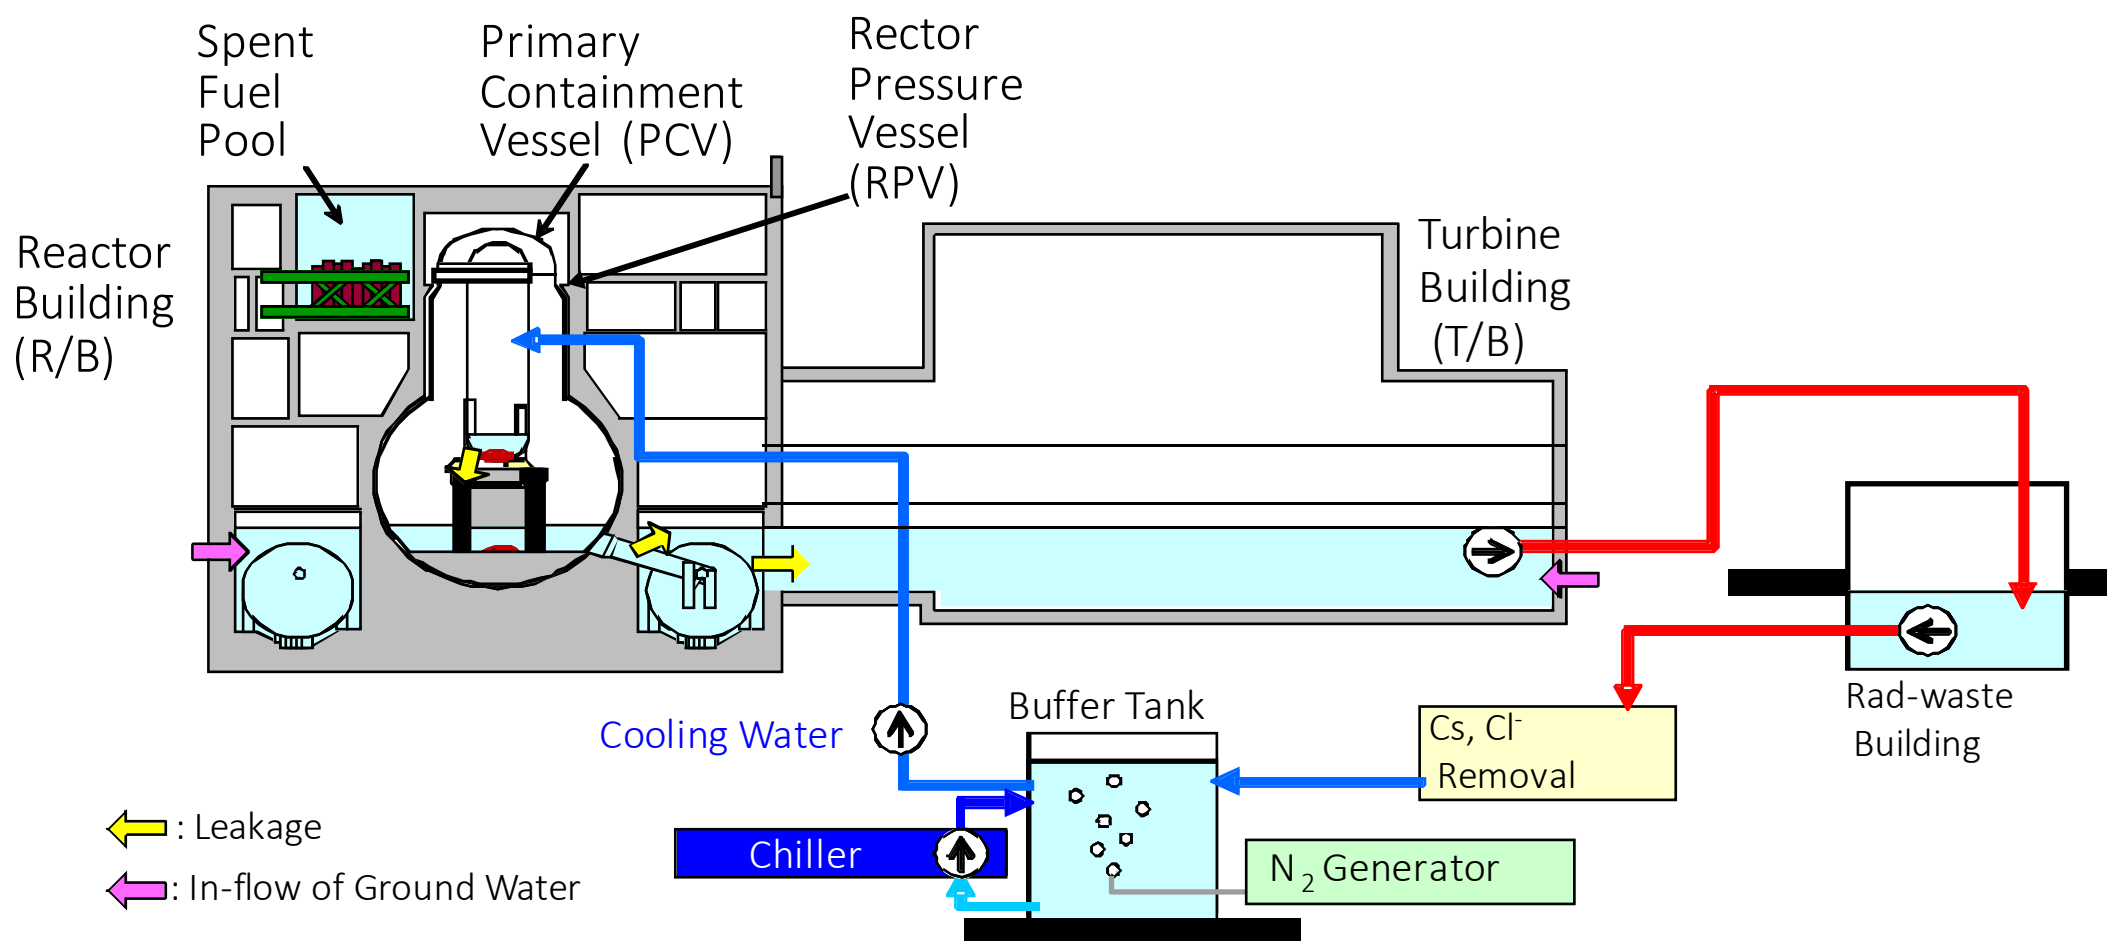 Spent
Fuel
Pool
Primary
Containment
Vessel (PCV)
Rector
Pressure
Vessel
(RPV)
Reactor
Building
(R/B)
Turbine
Building
(T/B)
Cooling Water
Buffer Tank
Cs, Cl⁻
Removal
Rad-waste
Building
Chiller
N₂ Generator
: Leakage
: In-flow of Ground Water